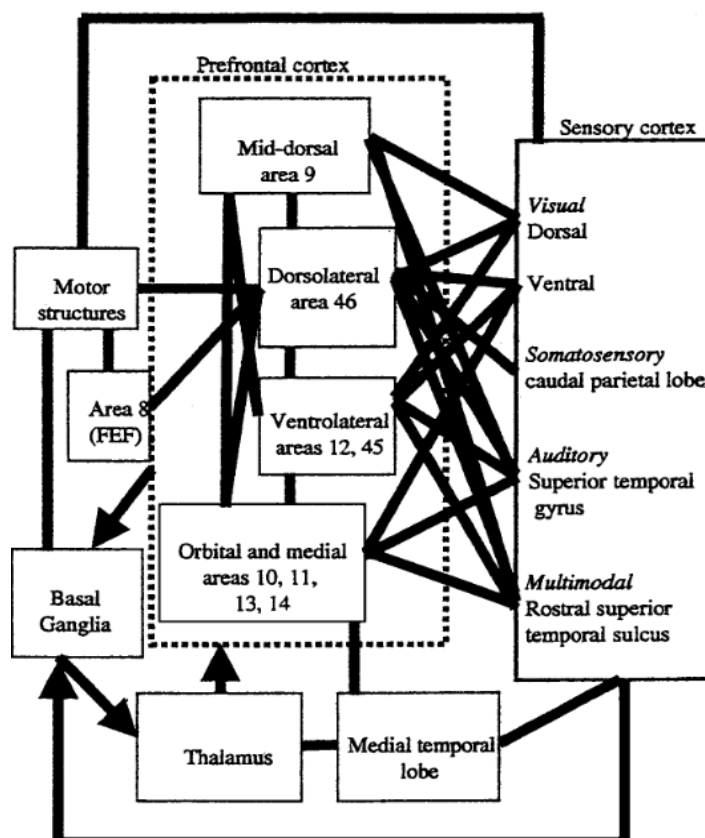 Prefrontal cortex
Sensory cortex
Mid-dorsal
area 9
Visual
Dorsal
Dorsolateral
area 46
Ventral
Motor
structures
Somatosensory
caudal parietal lobe
Area 8
(FEF)
Ventrolateral
areas 12, 45
Auditory
Superior temporal
gyrus
Orbital and medial
areas 10, 11,
13, 14
Multimodal
Rostral superior
temporal sulcus
Basal
Ganglia
Thalamus
Medial temporal
lobe